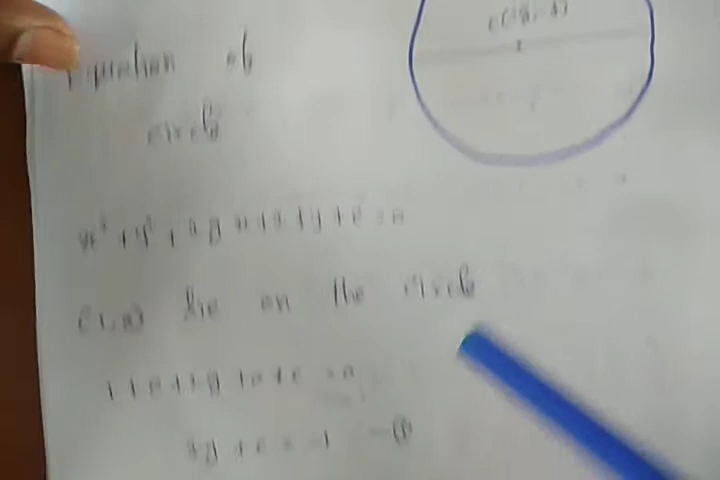 C(-g, -f)
Equation of
circle
x² + y² + 2gx + 2fy + c = 0
(1,0) lie on the circle
1 + 0 + 2g + 0 + c = 0
2g + c = -1 —①